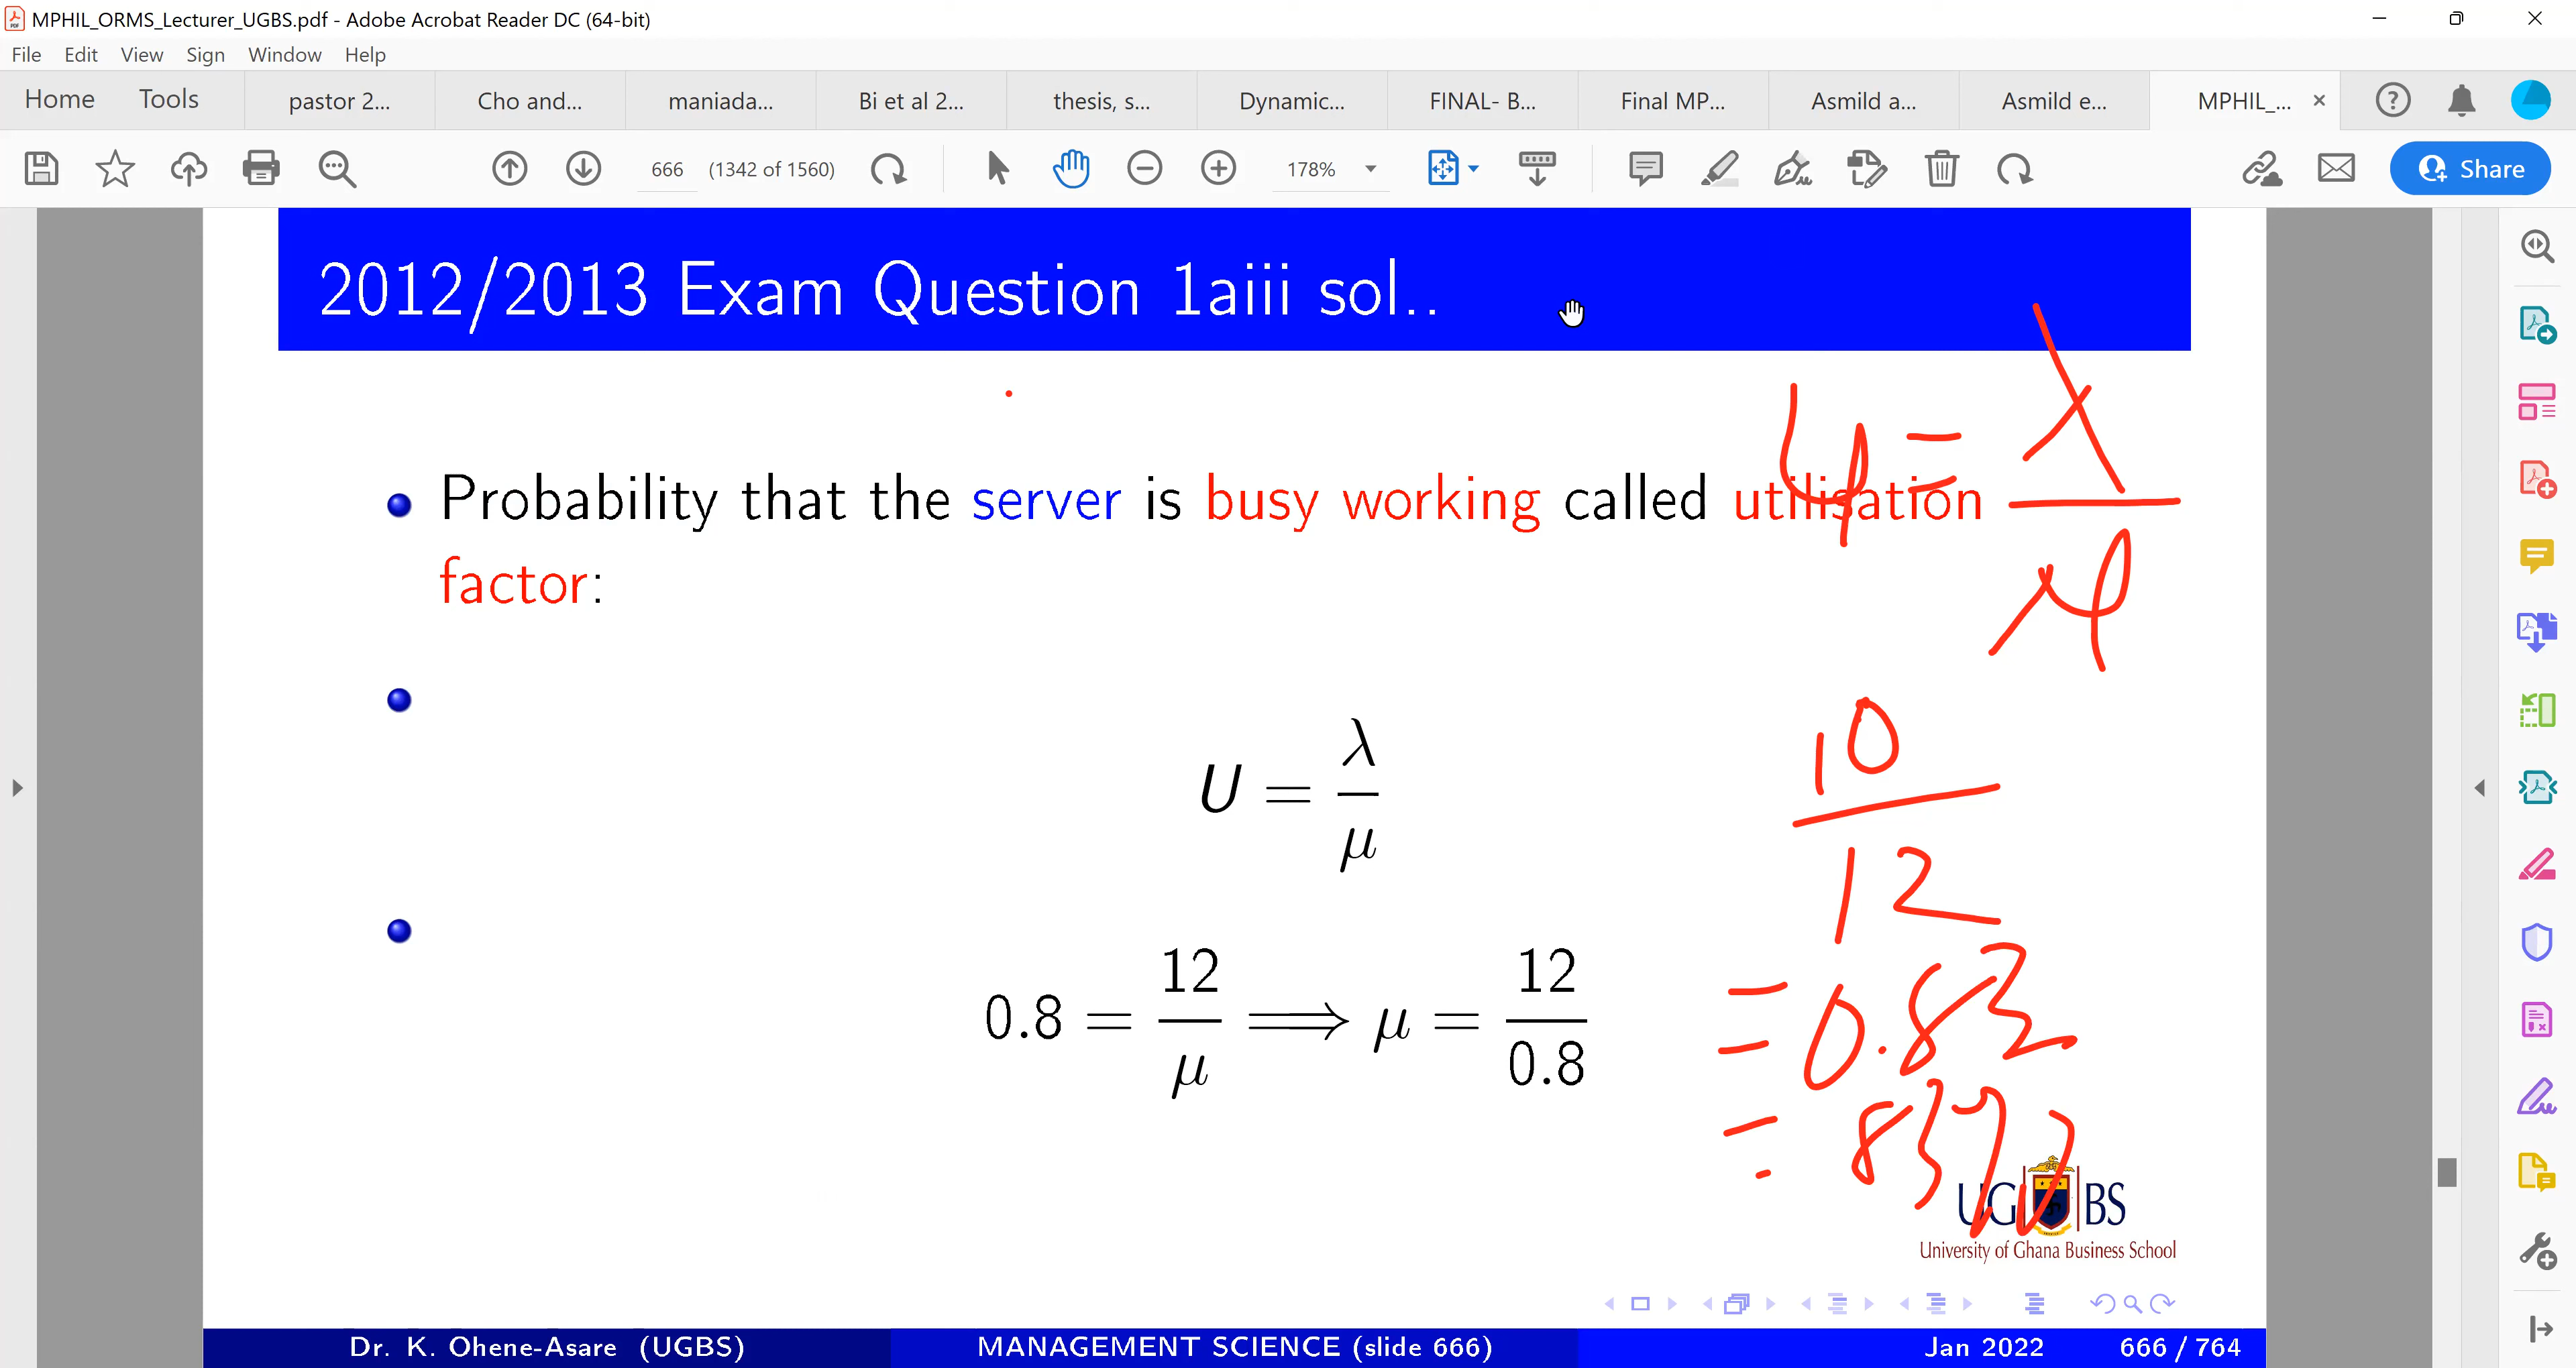 MPHIL_ORMS_Lecturer_UGBS.pdf - Adobe Acrobat Reader DC (64-bit)
File Edit View Sign Window Help
Home Tools pastor 2... Cho and... maniada... Bi et al 2... thesis, s... Dynamic... FINAL- B... Final MP... Asmild a... Asmild e... MPHIL_...
666 (1342 of 1560) 178% Share
2012/2013 Exam Question 1aiii sol..
Probability that the server is busy working called utilisation
factor:
= λ
μ
U = λ/μ
10
12
0.8 = 12/μ ⟹ μ = 12/0.8
= 0.83
= 83%
UG BS
University of Ghana Business School
Dr. K. Ohene-Asare (UGBS) MANAGEMENT SCIENCE (slide 666) Jan 2022 666 / 764